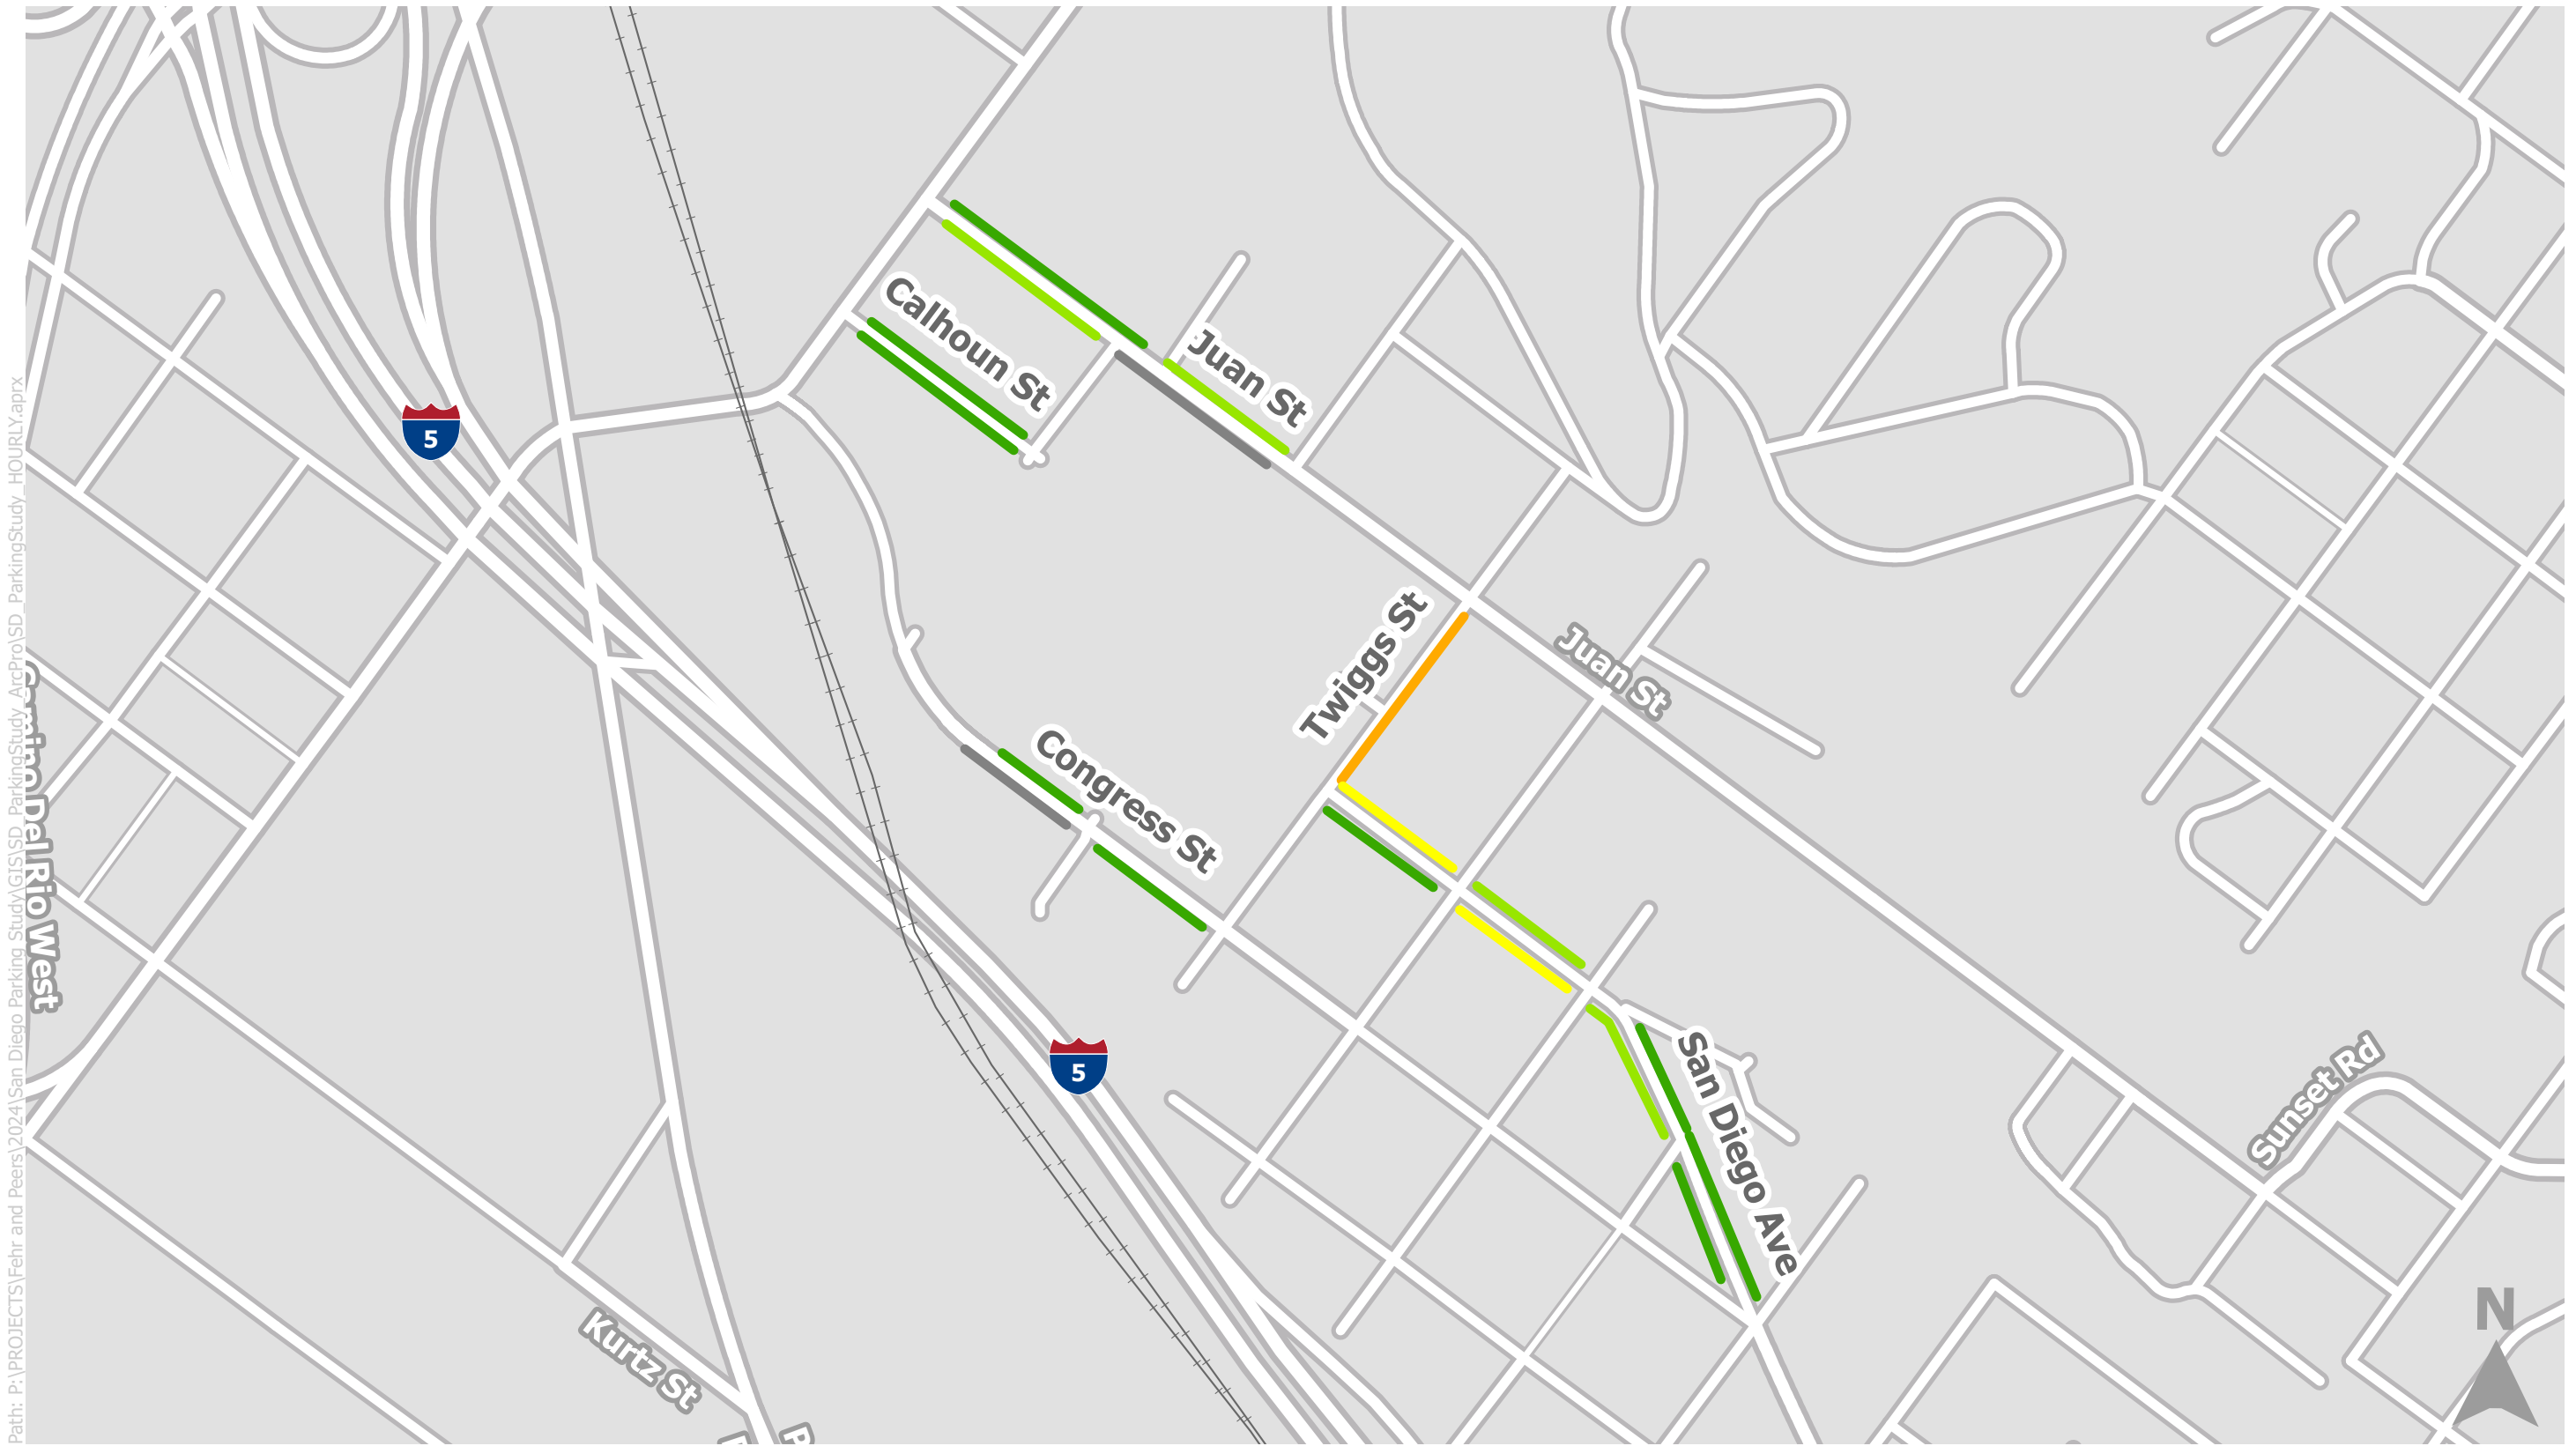 Calhoun St
Juan St
5
Twiggs St
Juan St
Camino Del Rio West
Congress St
5
San Diego Ave
Sunset Rd
N
Kurtz St
Path: P:\PROJECTS\Fehr and Peers\2024\San Diego Parking Study\GIS\SD_ParkingStudy_ArcPro\SD_ParkingStudy_HOURLY.aprx